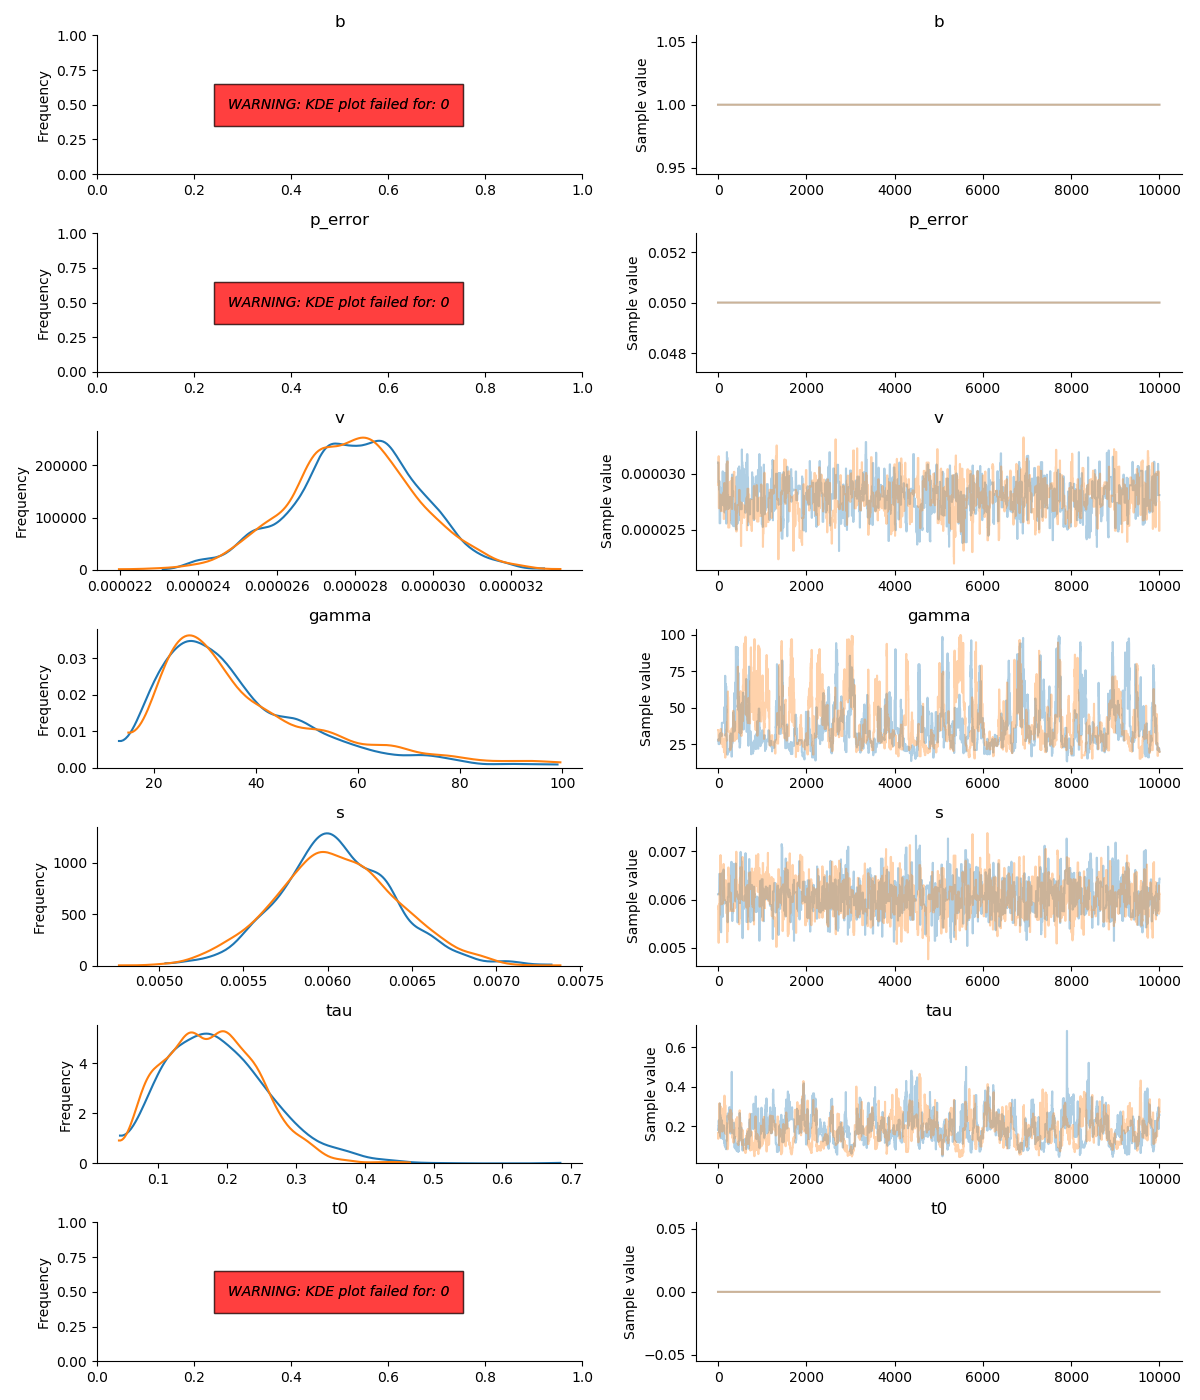 b
b
1.00
0.75
0.50
0.25
0.00
Frequency
WARNING: KDE plot failed for: 0
0.0 0.2 0.4 0.6 0.8 1.0
1.05
1.00
0.95
Sample value
0 2000 4000 6000 8000 10000
p_error
p_error
1.00
0.75
0.50
0.25
0.00
Frequency
WARNING: KDE plot failed for: 0
0.0 0.2 0.4 0.6 0.8 1.0
0.052
0.050
0.048
Sample value
0 2000 4000 6000 8000 10000
v
v
200000
100000
0
Frequency
0.000022 0.000024 0.000026 0.000028 0.000030 0.000032
0.000030
0.000025
Sample value
0 2000 4000 6000 8000 10000
gamma
gamma
0.03
0.02
0.01
0.00
Frequency
20 40 60 80 100
100
75
50
25
Sample value
0 2000 4000 6000 8000 10000
s
s
1000
500
0
Frequency
0.0050 0.0055 0.0060 0.0065 0.0070 0.0075
0.007
0.006
0.005
Sample value
0 2000 4000 6000 8000 10000
tau
tau
4
2
0
Frequency
0.1 0.2 0.3 0.4 0.5 0.6 0.7
0.6
0.4
0.2
Sample value
0 2000 4000 6000 8000 10000
t0
t0
1.00
0.75
0.50
0.25
0.00
Frequency
WARNING: KDE plot failed for: 0
0.0 0.2 0.4 0.6 0.8 1.0
0.05
0.00
−0.05
Sample value
0 2000 4000 6000 8000 10000